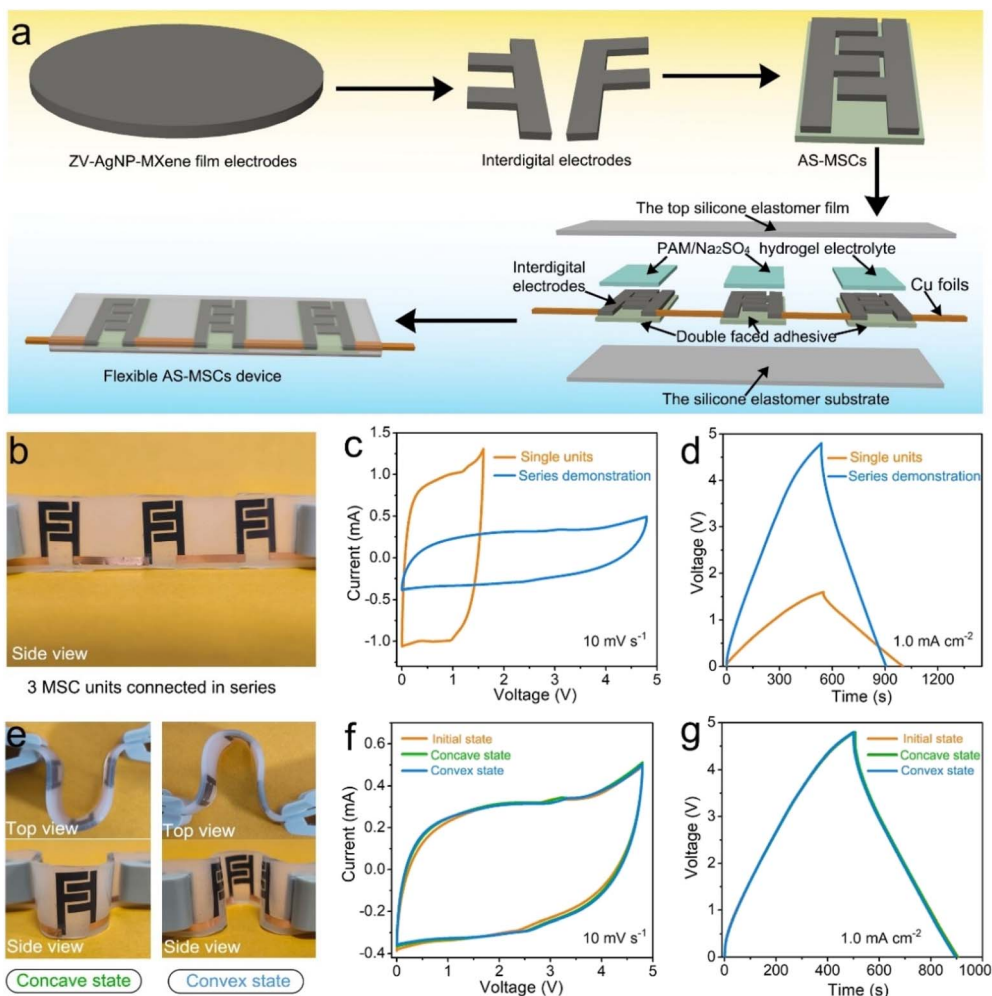 a
ZV-AgNP-MXene film electrodes
Interdigital electrodes
AS-MSCs
The top silicone elastomer film
PAM/Na₂SO₄ hydrogel electrolyte
Interdigital
electrodes
Cu foils
Double faced adhesive
Flexible AS-MSCs device
The silicone elastomer substrate
b
Side view
3 MSC units connected in series
c
Single units
Series demonstration
Current (mA)
1.5
1.0
0.5
0.0
-0.5
-1.0
10 mV s⁻¹
0 1 2 3 4 5
Voltage (V)
d
Single units
Series demonstration
Voltage (V)
5
4
3
2
1
0
1.0 mA cm⁻²
0 300 600 900 1200
Time (s)
e
Top view
Top view
Side view
Side view
Concave state
Convex state
f
Initial state
Concave state
Convex state
Current (mA)
0.6
0.4
0.2
0.0
-0.2
-0.4
10 mV s⁻¹
0 1 2 3 4 5
Voltage (V)
g
Initial state
Concave state
Convex state
Voltage (V)
5
4
3
2
1
0
1.0 mA cm⁻²
0 200 400 600 800 1000
Time (s)